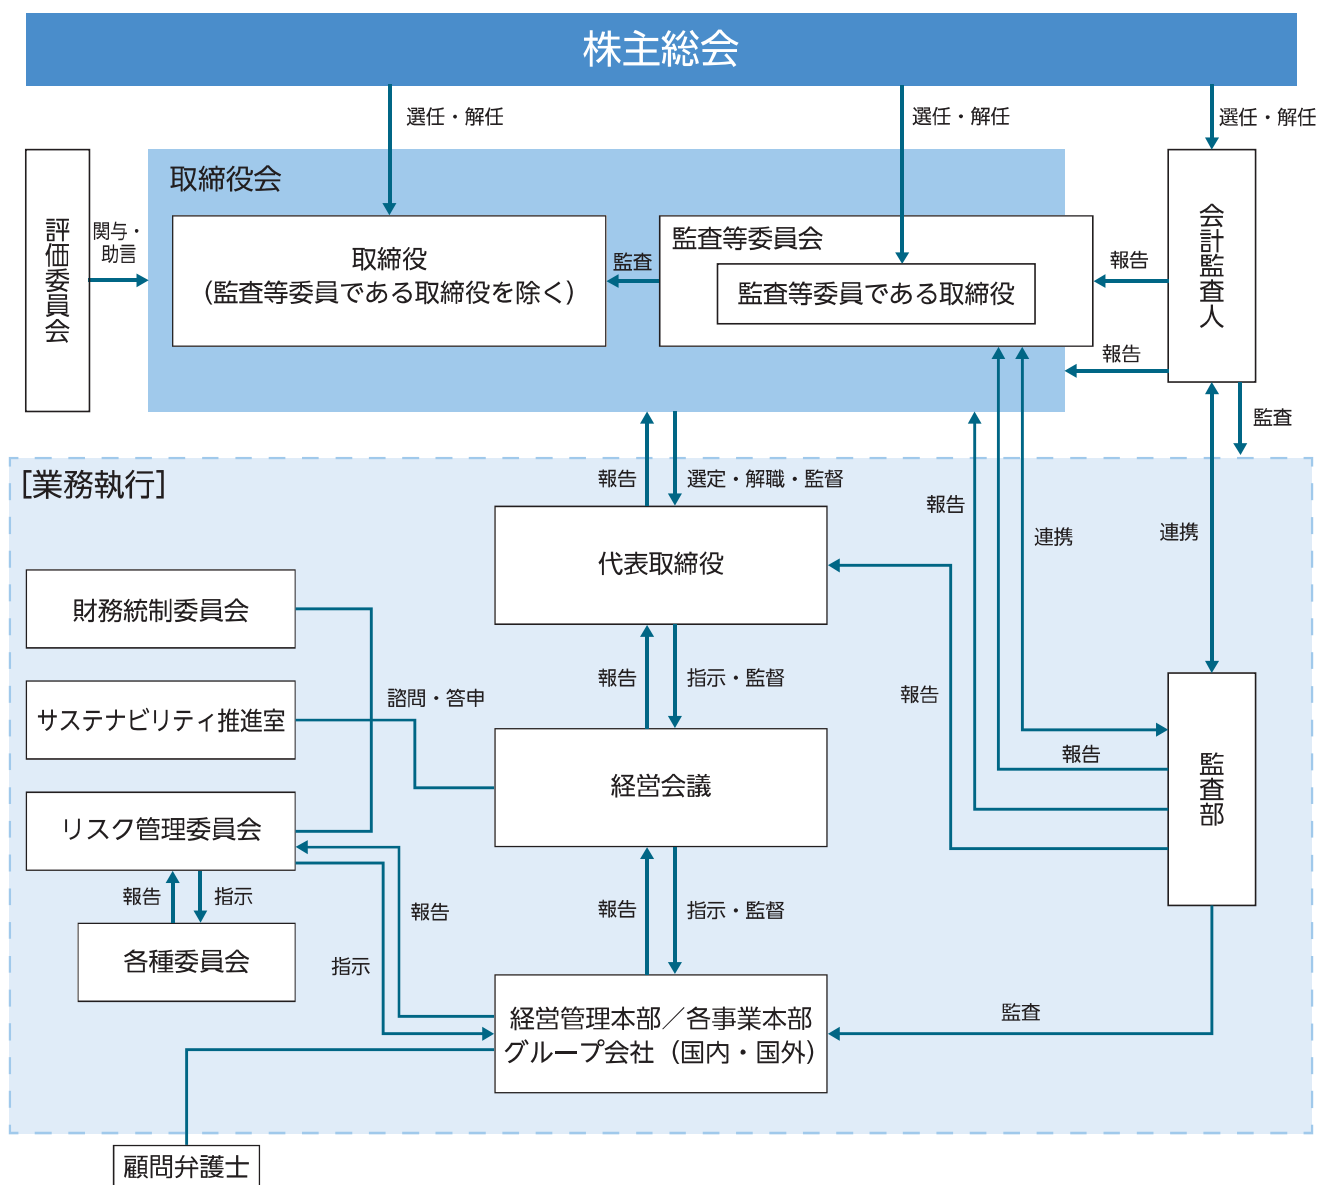 株主総会
選任・解任
選任・解任
選任・解任
評価委員会
関与・
助言
取締役会
取締役
（監査等委員である取締役を除く）
監査
監査等委員会
監査等委員である取締役
報告
報告
会計監査人
監査
[業務執行]
報告
選定・解職・監督
報告
連携
連携
代表取締役
財務統制委員会
サステナビリティ推進室
諮問・答申
報告
指示・監督
報告
経営会議
報告
監査部
リスク管理委員会
報告
指示
報告
報告
指示・監督
各種委員会
指示
経営管理本部／各事業本部
グループ会社（国内・国外）
監査
顧問弁護士